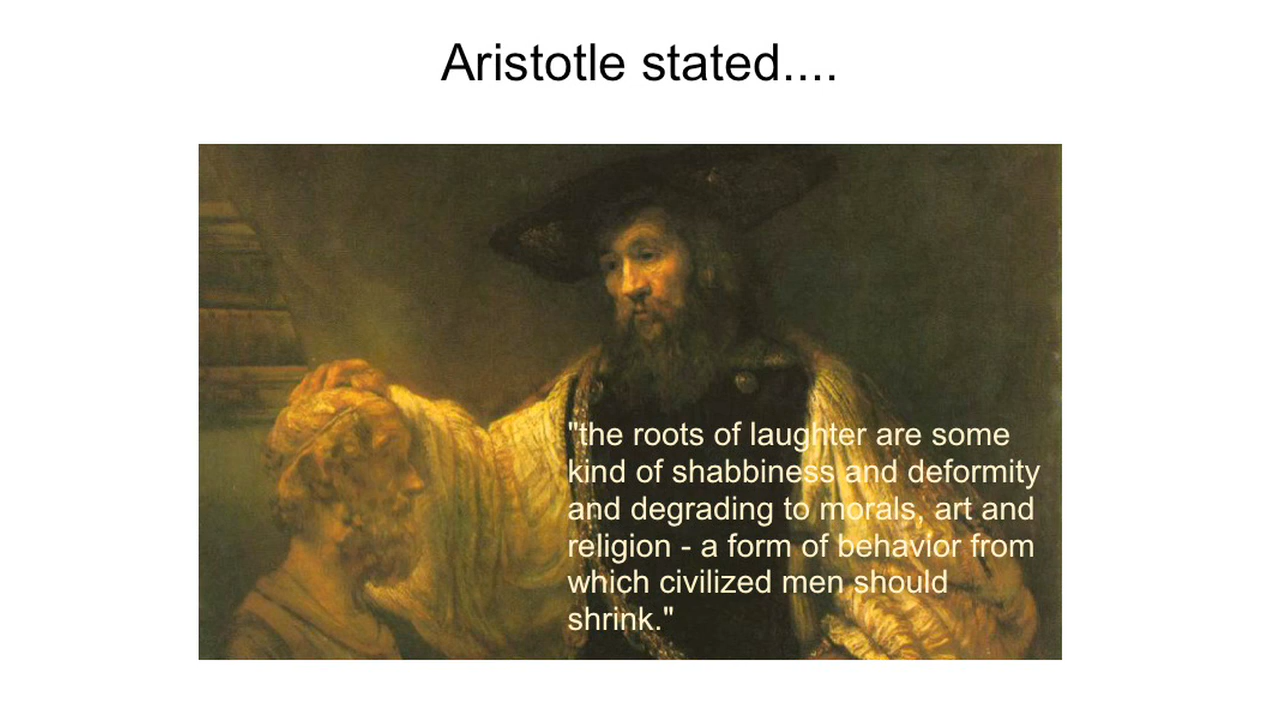 Aristotle stated....
"the roots of laughter are some
kind of shabbiness and deformity
and degrading to morals, art and
religion - a form of behavior from
which civilized men should
shrink."